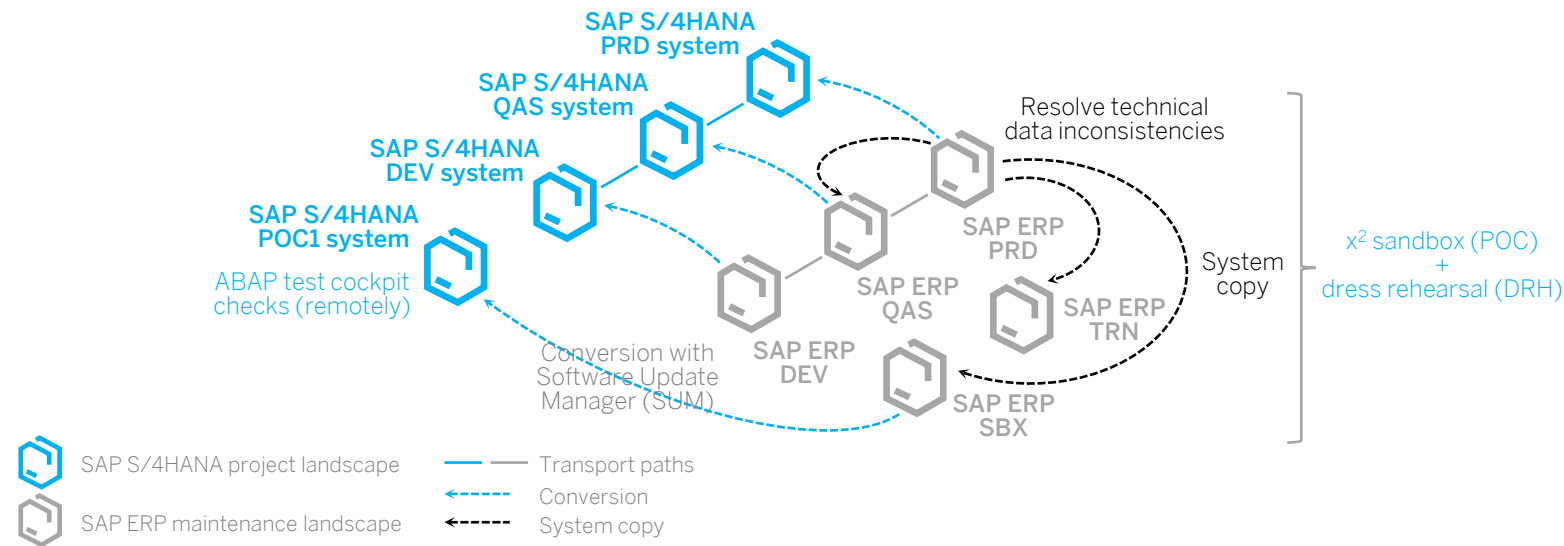 SAP S/4HANA
PRD system
SAP S/4HANA
QAS system
SAP S/4HANA
DEV system
SAP S/4HANA
POC1 system
ABAP test cockpit
checks (remotely)
Conversion with
Software Update
Manager (SUM)
Resolve technical
data inconsistencies
SAP ERP
PRD
SAP ERP
QAS
SAP ERP
DEV
SAP ERP
TRN
SAP ERP
SBX
System
copy
x² sandbox (POC)
+
dress rehearsal (DRH)
SAP S/4HANA project landscape
SAP ERP maintenance landscape
Transport paths
Conversion
System copy